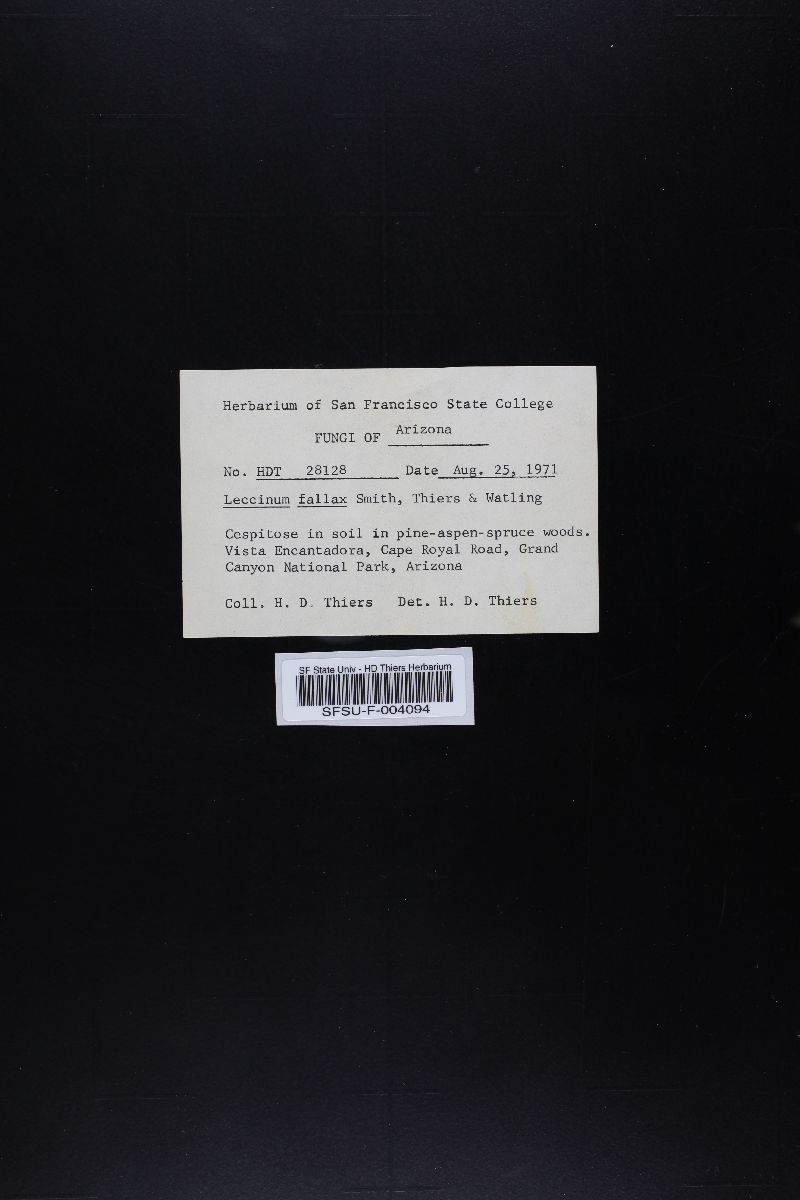 Herbarium of San Francisco State College
FUNGI OF Arizona
No. HDT 28128 Date Aug. 25, 1971
Leccinum fallax Smith, Thiers & Watling
Cespitose in soil in pine-aspen-spruce woods.
Vista Encantadora, Cape Royal Road, Grand
Canyon National Park, Arizona
Coll. H. D. Thiers Det. H. D. Thiers
SF State Univ - HD Thiers Herbarium
SFSU-F-004094